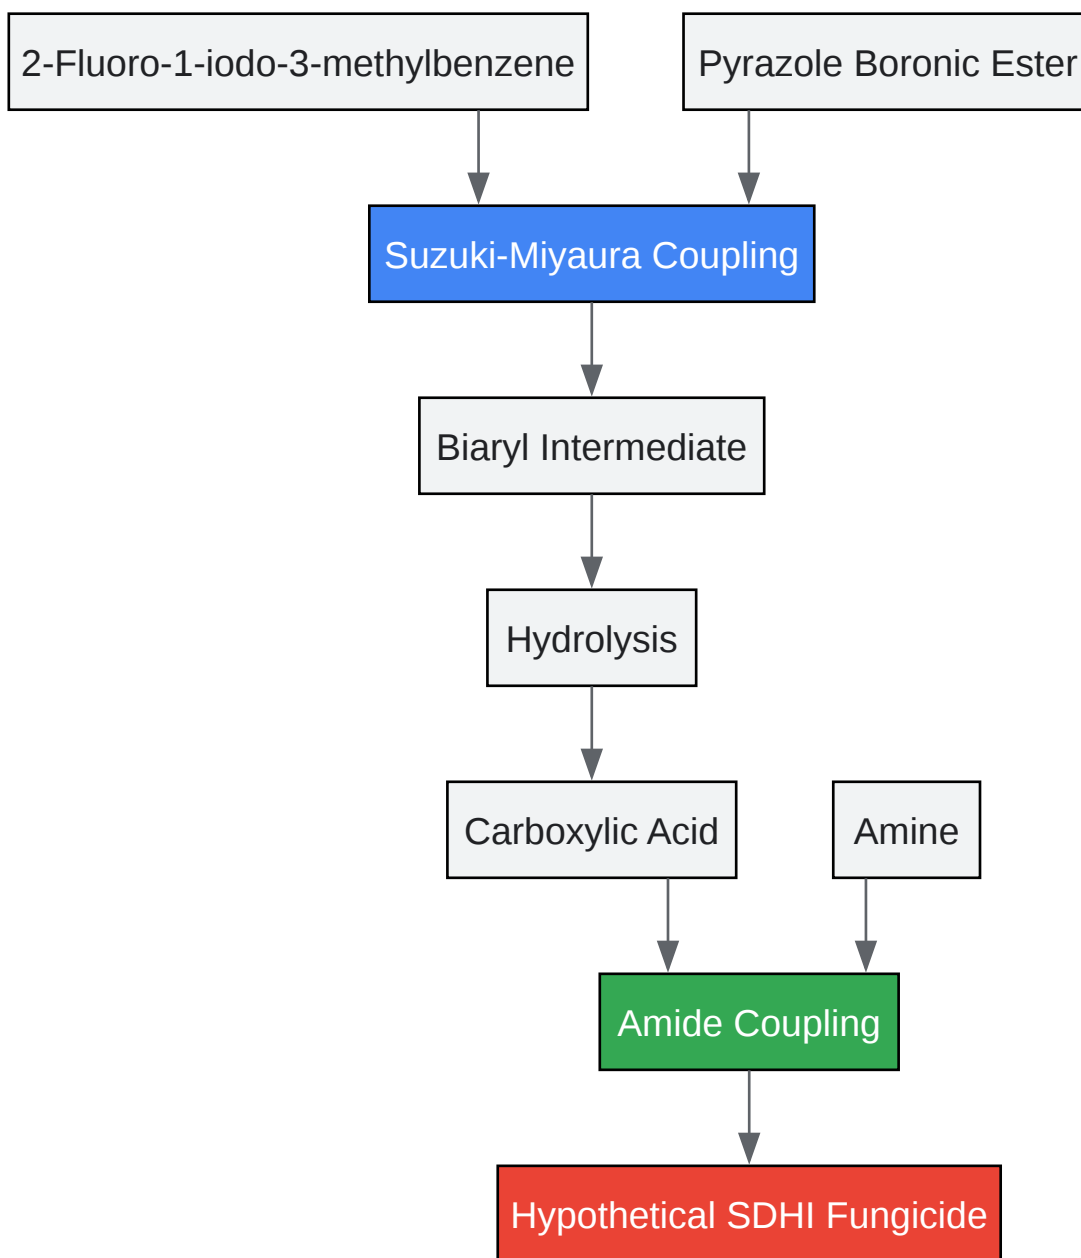 2-Fluoro-1-iodo-3-methylbenzene
Pyrazole Boronic Ester
Suzuki-Miyaura Coupling
Biaryl Intermediate
Hydrolysis
Carboxylic Acid
Amine
Amide Coupling
Hypothetical SDHI Fungicide